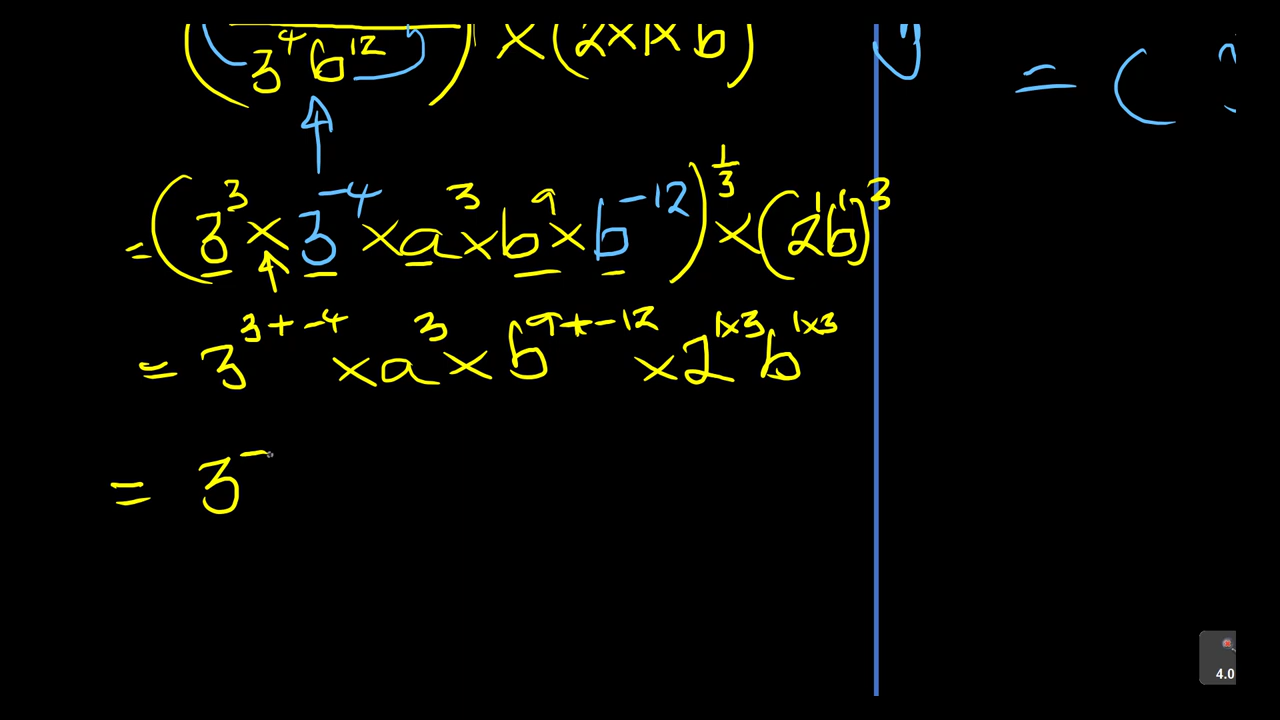 3⁴b¹²) × (2×1×b)
= (
= (3³ × 3⁻⁴ × a³ × b⁹ × b⁻¹²)^(1/3) × (2¹b¹)³
= 3^(3+-4) × a³ × b^(9+-12) × 2^(1×3) b^(1×3)
= 3⁻
4.0